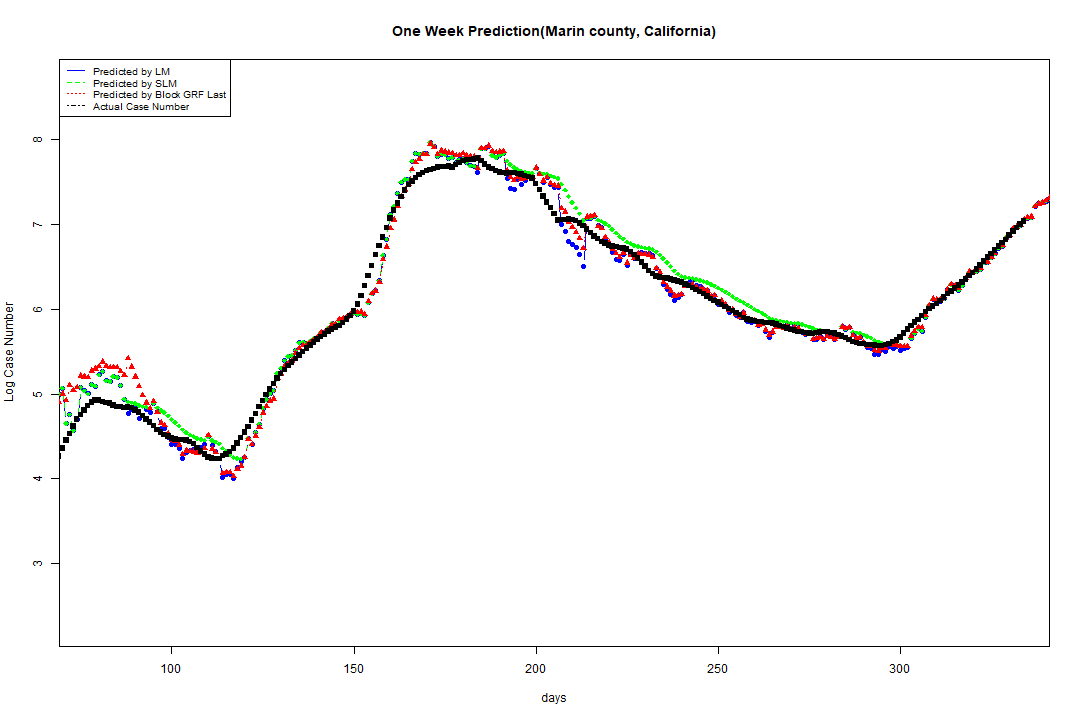 One Week Prediction(Marin county, California)
Predicted by LM
Predicted by SLM
Predicted by Block GRF Last
Actual Case Number
8
7
6
5
4
3
Log Case Number
100 150 200 250 300
days